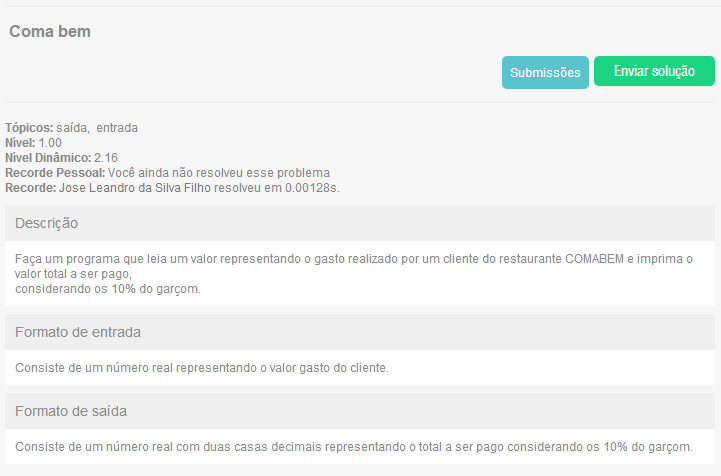 Coma bem
Submissões
Enviar solução
Tópicos: saída, entrada
Nível: 1.00
Nível Dinâmico: 2.16
Recorde Pessoal: Você ainda não resolveu esse problema
Recorde: Jose Leandro da Silva Filho resolveu em 0.00128s.
Descrição
Faça um programa que leia um valor representando o gasto realizado por um cliente do restaurante COMABEM e imprima o
valor total a ser pago,
considerando os 10% do garçom.
Formato de entrada
Consiste de um número real representando o valor gasto do cliente.
Formato de saída
Consiste de um número real com duas casas decimais representando o total a ser pago considerando os 10% do garçom.